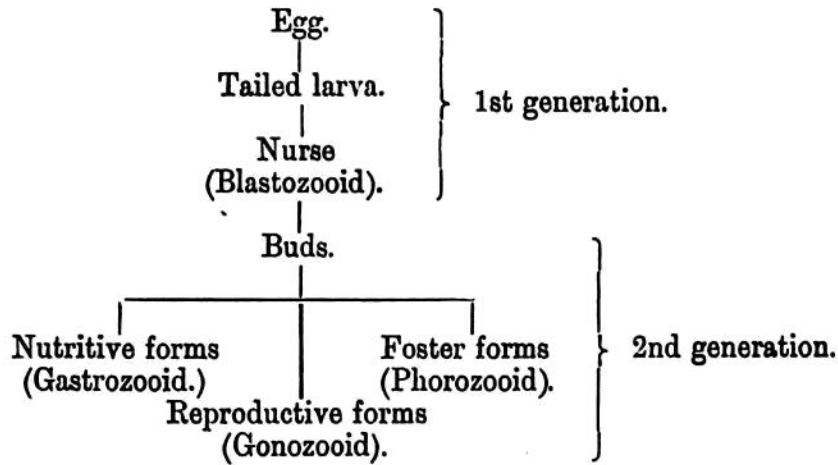 Egg.
Tailed larva.
1st generation.
Nurse
(Blastozooid).
Buds.
Nutritive forms
(Gastrozooid.)
Foster forms
(Phorozooid).
2nd generation.
Reproductive forms
(Gonozooid).